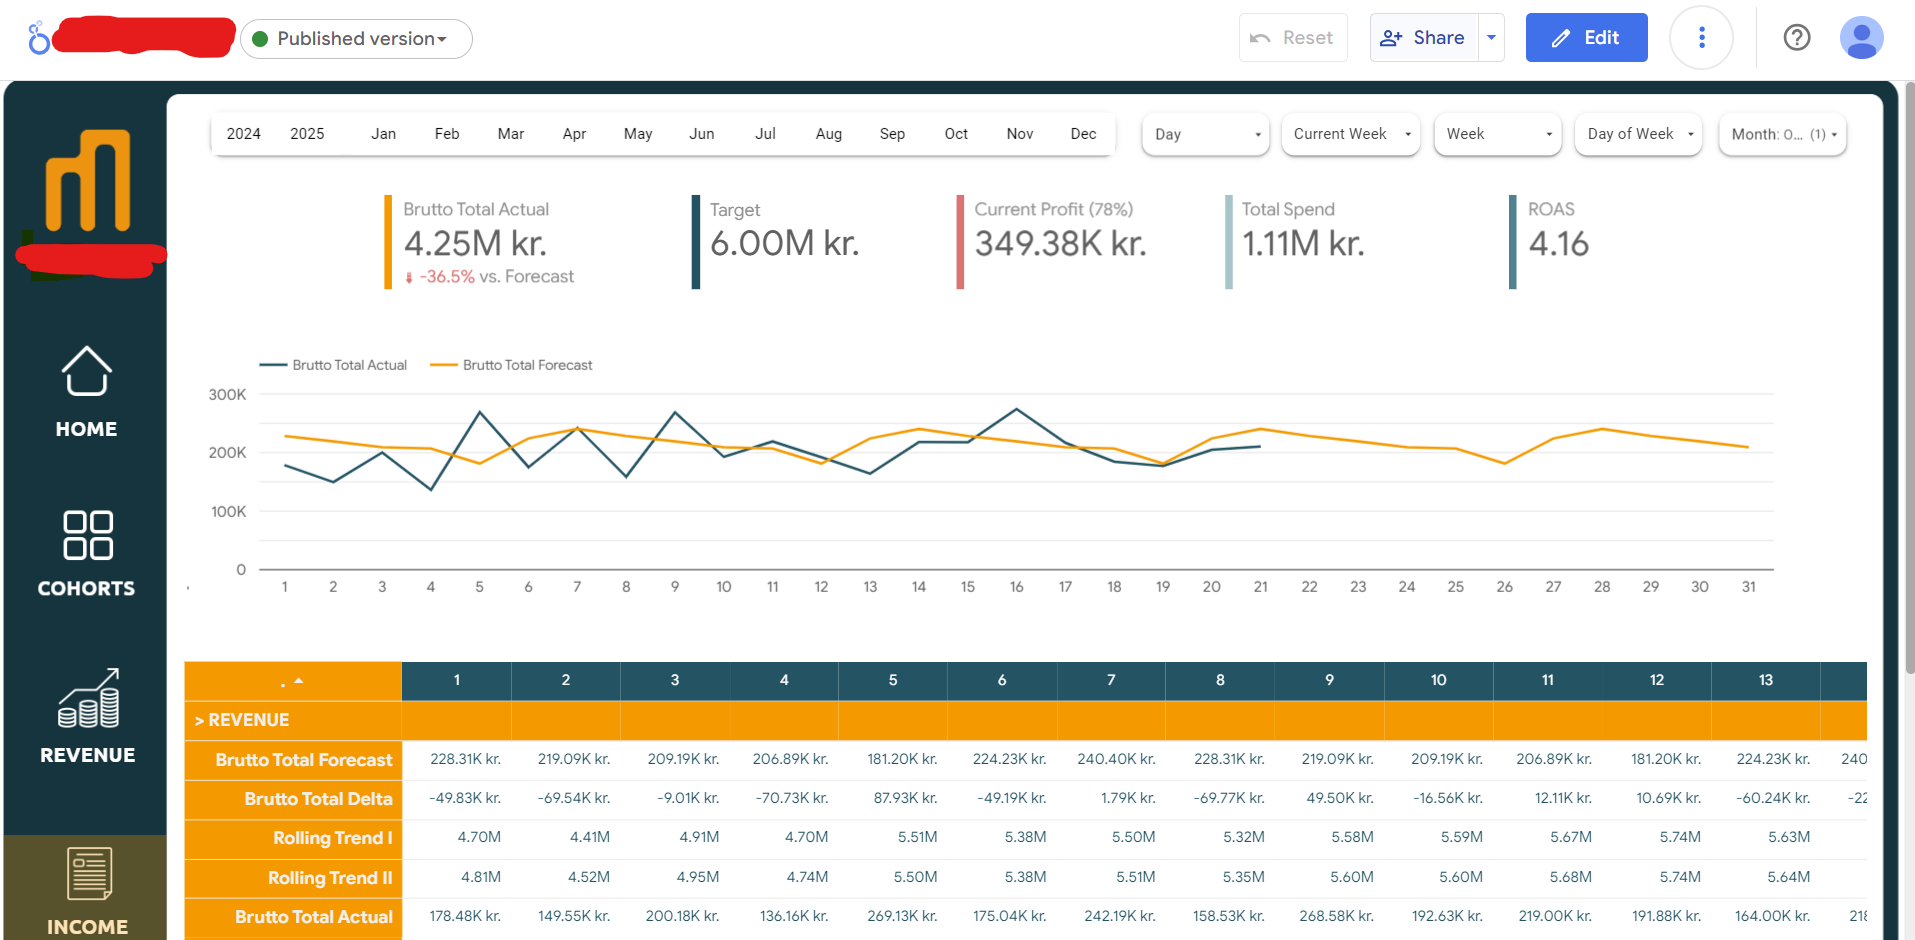 Published version
Reset
Share
Edit
2024 2025 Jan Feb Mar Apr May Jun Jul Aug Sep Oct Nov Dec
Day
Current Week
Week
Day of Week
Month: O... (1)
Brutto Total Actual
4.25M kr.
-36.5% vs. Forecast
Target
6.00M kr.
Current Profit (78%)
349.38K kr.
Total Spend
1.11M kr.
ROAS
4.16
HOME
COHORTS
REVENUE
INCOME
Brutto Total Actual Brutto Total Forecast
300K
200K
100K
0
1 2 3 4 5 6 7 8 9 10 11 12 13 14 15 16 17 18 19 20 21 22 23 24 25 26 27 28 29 30 31
. 1 2 3 4 5 6 7 8 9 10 11 12 13
> REVENUE
Brutto Total Forecast 228.31K kr. 219.09K kr. 209.19K kr. 206.89K kr. 181.20K kr. 224.23K kr. 240.40K kr. 228.31K kr. 219.09K kr. 209.19K kr. 206.89K kr. 181.20K kr. 224.23K kr. 240
Brutto Total Delta -49.83K kr. -69.54K kr. -9.01K kr. -70.73K kr. 87.93K kr. -49.19K kr. 1.79K kr. -69.77K kr. 49.50K kr. -16.56K kr. 12.11K kr. 10.69K kr. -60.24K kr. -22
Rolling Trend I 4.70M 4.41M 4.91M 4.70M 5.51M 5.38M 5.50M 5.32M 5.58M 5.59M 5.67M 5.74M 5.63M
Rolling Trend II 4.81M 4.52M 4.95M 4.74M 5.50M 5.38M 5.51M 5.35M 5.60M 5.60M 5.68M 5.74M 5.64M
Brutto Total Actual 178.48K kr. 149.55K kr. 200.18K kr. 136.16K kr. 269.13K kr. 175.04K kr. 242.19K kr. 158.53K kr. 268.58K kr. 192.63K kr. 219.00K kr. 191.88K kr. 164.00K kr. 218